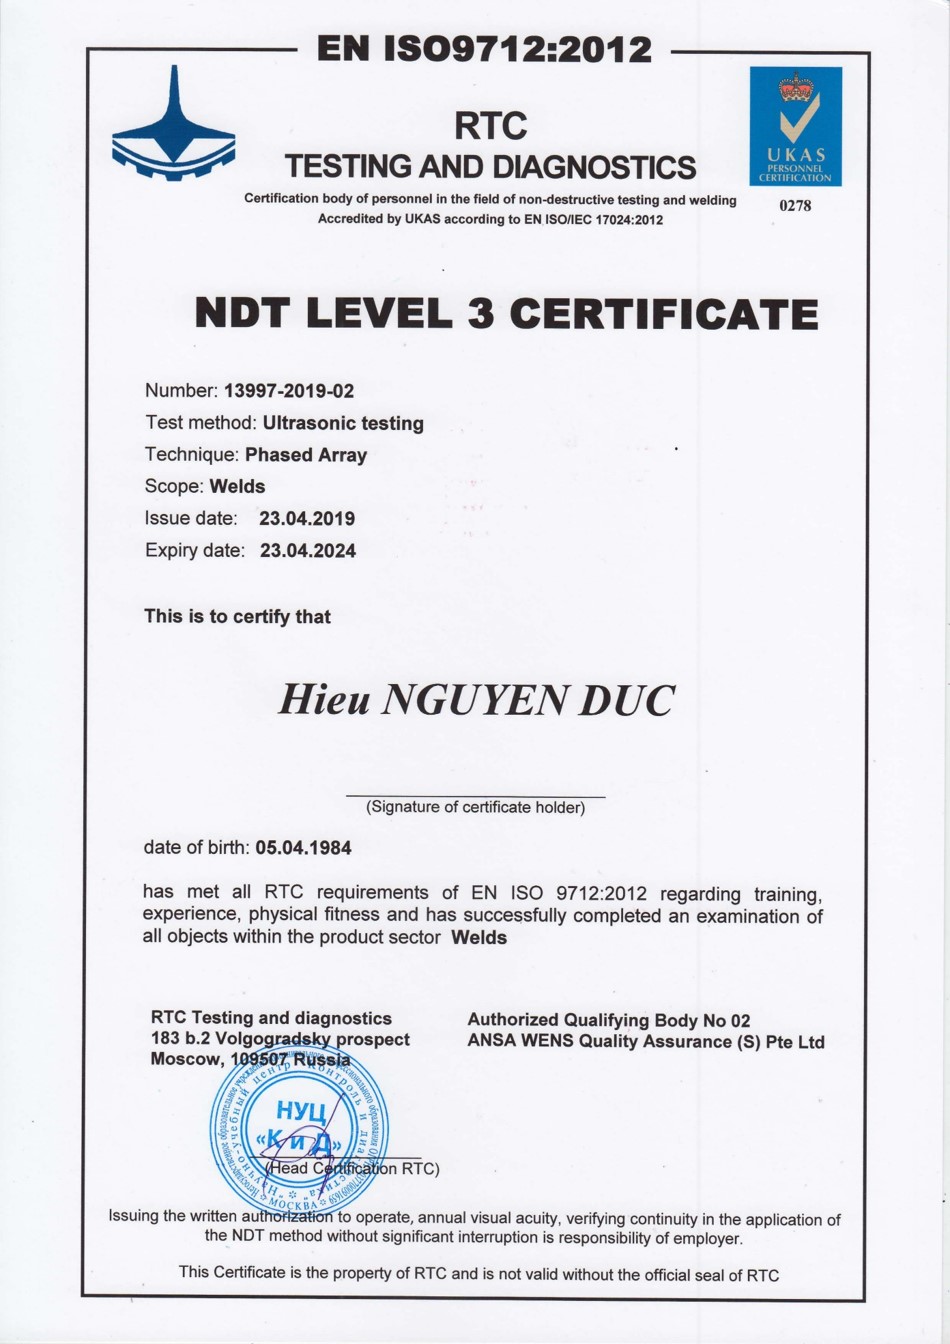 EN ISO9712:2012
RTC
TESTING AND DIAGNOSTICS
Certification body of personnel in the field of non-destructive testing and welding
Accredited by UKAS according to EN ISO/IEC 17024:2012
UKAS
PERSONNEL
CERTIFICATION
0278
NDT LEVEL 3 CERTIFICATE
Number: 13997-2019-02
Test method: Ultrasonic testing
Technique: Phased Array
Scope: Welds
Issue date: 23.04.2019
Expiry date: 23.04.2024
This is to certify that
Hieu NGUYEN DUC
(Signature of certificate holder)
date of birth: 05.04.1984
has met all RTC requirements of EN ISO 9712:2012 regarding training,
experience, physical fitness and has successfully completed an examination of
all objects within the product sector Welds
RTC Testing and diagnostics
183 b.2 Volgogradsky prospect
Moscow, 109507 Russia
Authorized Qualifying Body No 02
ANSA WENS Quality Assurance (S) Pte Ltd
НУЦ
«К и Д»
МОСКВА
(Head Certification RTC)
Issuing the written authorization to operate, annual visual acuity, verifying continuity in the application of
the NDT method without significant interruption is responsibility of employer.
This Certificate is the property of RTC and is not valid without the official seal of RTC